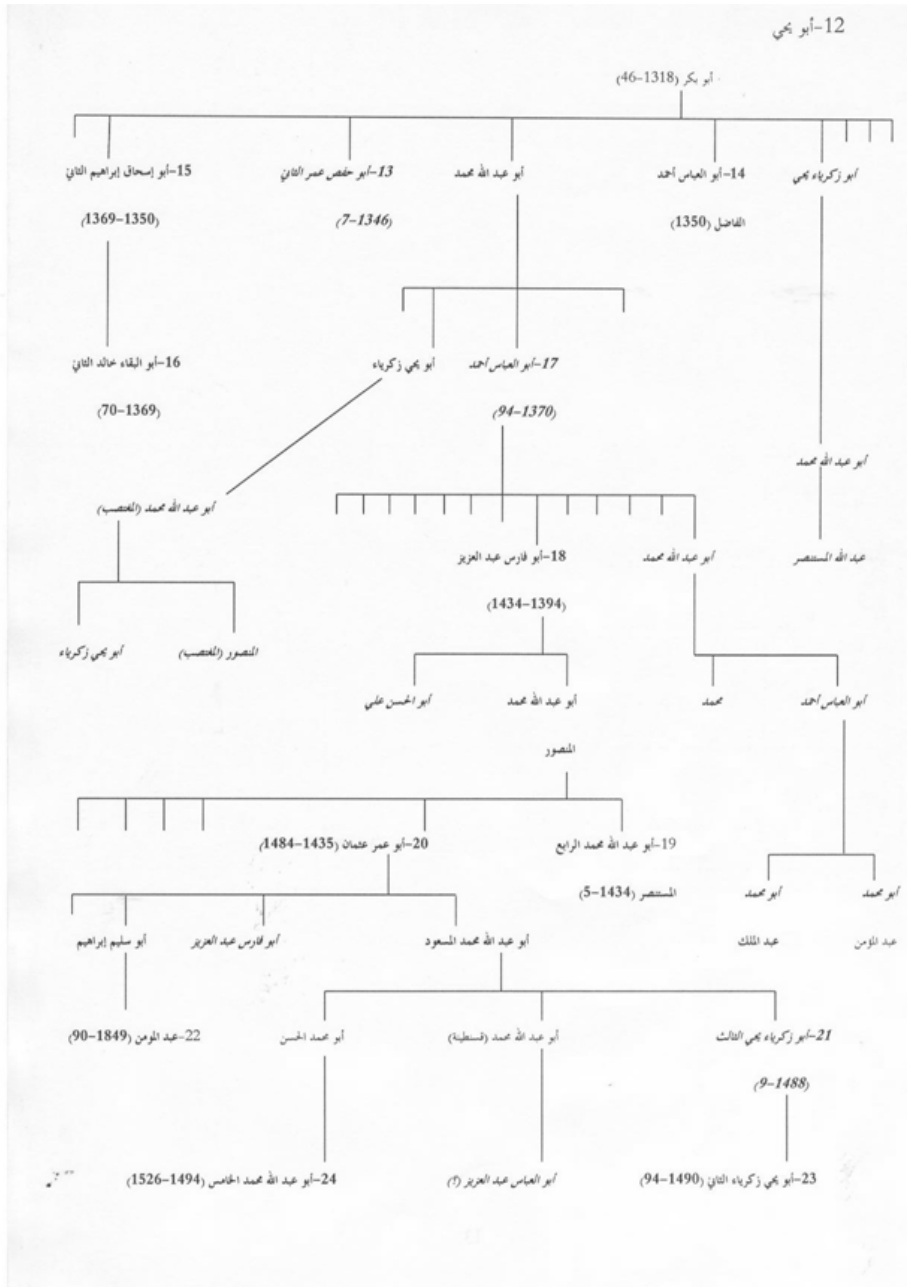 12-أبو يحي
أبو بكر (1318-46)
أبو زكرياء يحي
14-أبو العباس أحمد
أبو عبد الله محمد
13-أبو حفص عمر الثاني
15-أبو إسحاق إبراهيم الثاني
الفاضل (1350)
(1346-7)
(1350-1369)
17-أبو العباس أحمد
أبو يحي زكرياء
16-أبو البقاء خالد الثاني
(1370-94)
(1369-70)
أبو عبد الله محمد
أبو عبد الله محمد (المغتصب)
عبد الله المستنصر
أبو عبد الله محمد
18-أبو فارس عبد العزيز
(1394-1434)
المنصور (المغتصب)
أبو يحي زكرياء
أبو العباس أحمد
محمد
أبو عبد الله محمد
أبو الحسن علي
المنصور
19-أبو عبد الله محمد الرابع
20-أبو عمر عثمان (1435-1484)
المستنصر (1434-5)
أبو محمد
أبو محمد
عبد المؤمن
عبد الملك
أبو عبد الله محمد المسعود
أبو فارس عبد العزيز
أبو سليم إبراهيم
21-أبو زكرياء يحي الثالث
أبو عبد الله محمد (قسنطينة)
أبو محمد الحسن
22-عبد المومن (1849-90)
(1488-9)
23-أبو يحي زكرياء الثاني (1490-94)
أبو العباس عبد العزيز (!)
24-أبو عبد الله محمد الخامس (1494-1526)